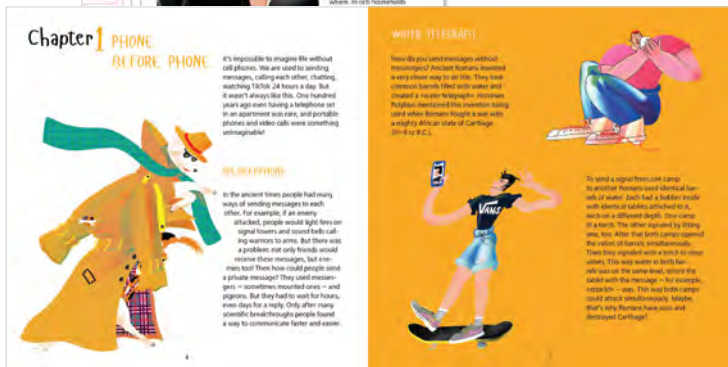 where. In rich households
Chapter 1 PHONE
BEFORE PHONE
It's impossible to imagine life without
cell phones. We are used to sending
messages, calling each other, chatting,
watching TikTok 24 hours a day. But
it wasn't always like this. One hundred
years ago even having a telephone set
in an apartment was rare, and portable
phones and video calls were something
unimaginable!
In the ancient times people had many
ways of sending messages to each
other. For example, if an enemy
attacked, people would light fires on
signal towers and sound bells call-
ing warriors to arms. But there was
a problem: not only friends would
receive these messages, but ene-
mies too! Then how could people send
a private message? They used messen-
gers – sometimes mounted ones – and
pigeons. But they had to wait for hours,
even days for a reply. Only after many
scientific breakthroughs people found
a way to communicate faster and easier.
6
WATER TELEGRAPH
How do you send messages without
messengers? Ancient Romans invented
a very clever way to do this. They took
common barrels filled with water and
created a «water telegraph». Historian
Polybius mentioned this invention being
used when Romans fought a war with
a mighty African state of Carthage
(III–II cc B.C.).
VANS
To send a signal from one camp
to another Romans used identical bar-
rels of water. Each had a bobber inside
with identical tablets attached to it,
each on a different depth. One camp
lit a torch. The other signaled by lifting
one, too. After that both camps opened
the valves of barrels simultaneously.
Then they signaled with a torch to close
valves. This way water in both bar-
rels was on the same level, where the
tablet with the message – for example,
«attack!» – was. This way both camps
could attack simultaneously. Maybe,
that's why Romans have won and
destroyed Carthage?